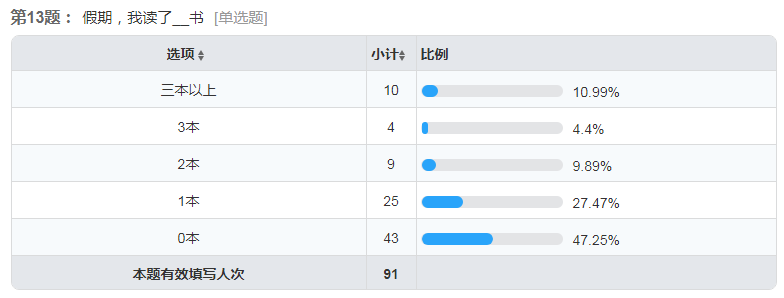 第13题： 假期，我读了__书 [单选题]
选项 小计 比例
三本以上 10 10.99%
3本 4 4.4%
2本 9 9.89%
1本 25 27.47%
0本 43 47.25%
本题有效填写人次 91